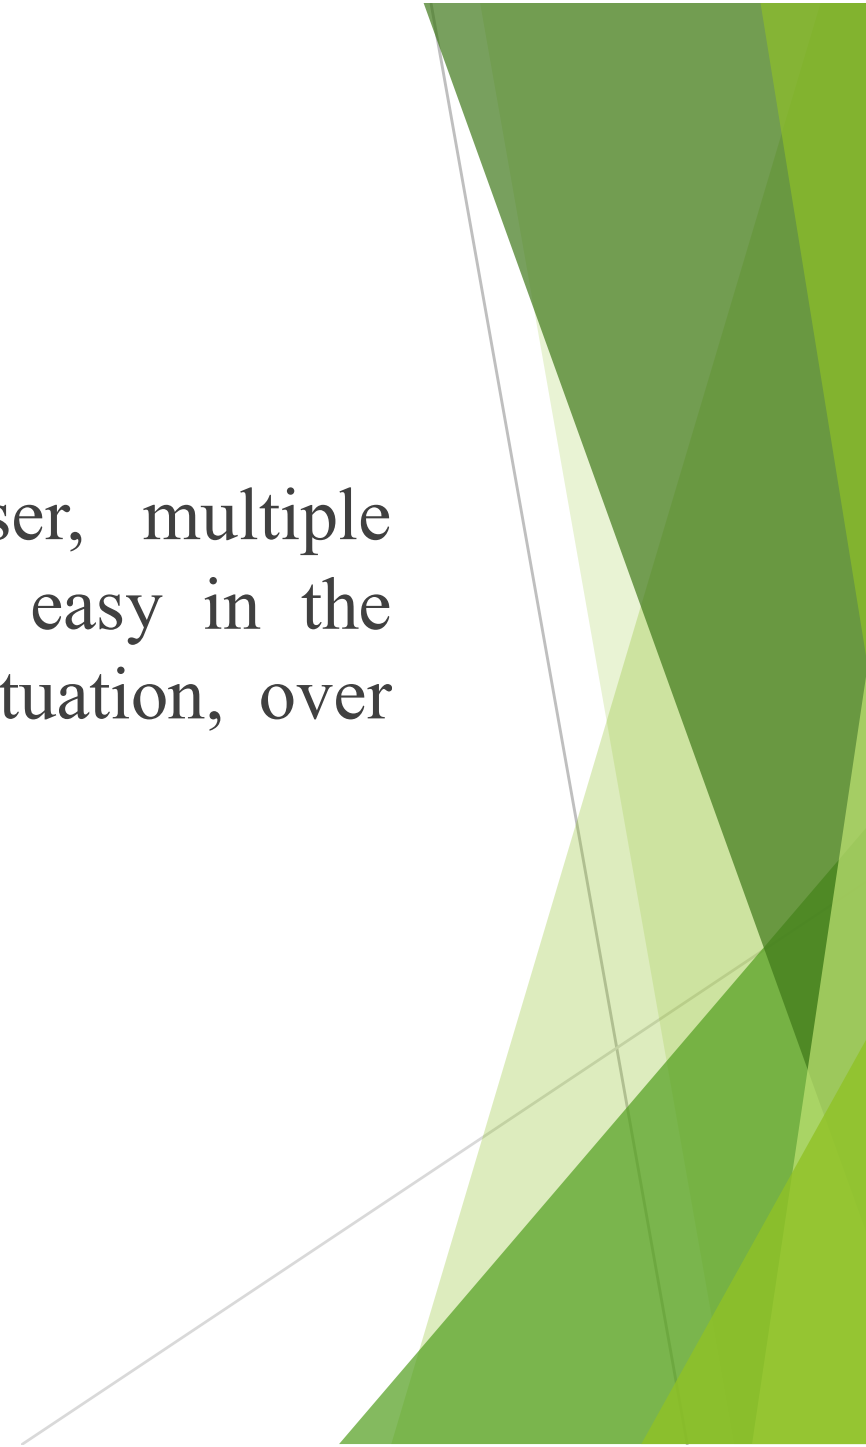 ser, multiple
easy in the
tuation, over